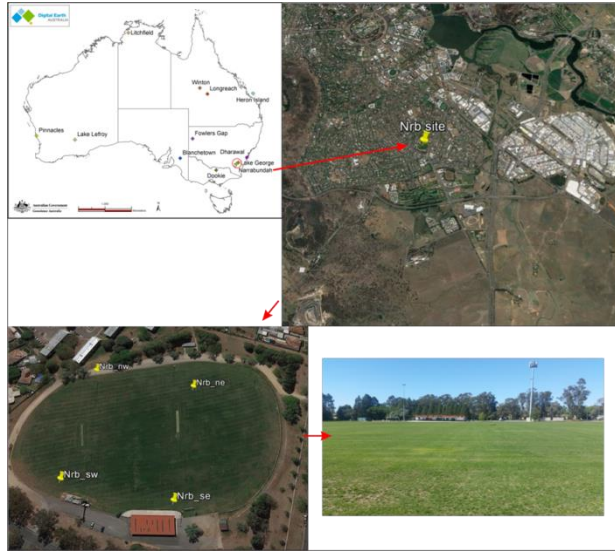 Digital Earth
AUSTRALIA
Litchfield
Winton
Longreach
Heron Island
Pinnacles
Lake Lefroy
Fowlers Gap
Blanchetown
Dharawal
Lake George
Narrabundah
Dookie
Australian Government
Geoscience Australia
Nrb site
Nrb_nw
Nrb_ne
Nrb_sw
Nrb_se